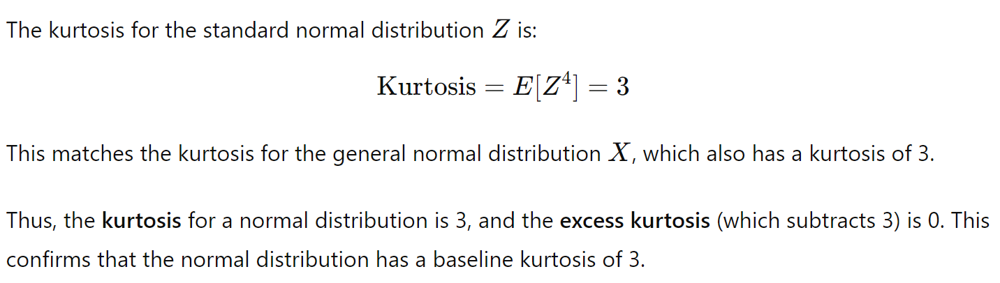 The kurtosis for the standard normal distribution Z is:
Kurtosis = E[Z⁴] = 3
This matches the kurtosis for the general normal distribution X, which also has a kurtosis of 3.
Thus, the kurtosis for a normal distribution is 3, and the excess kurtosis (which subtracts 3) is 0. This
confirms that the normal distribution has a baseline kurtosis of 3.